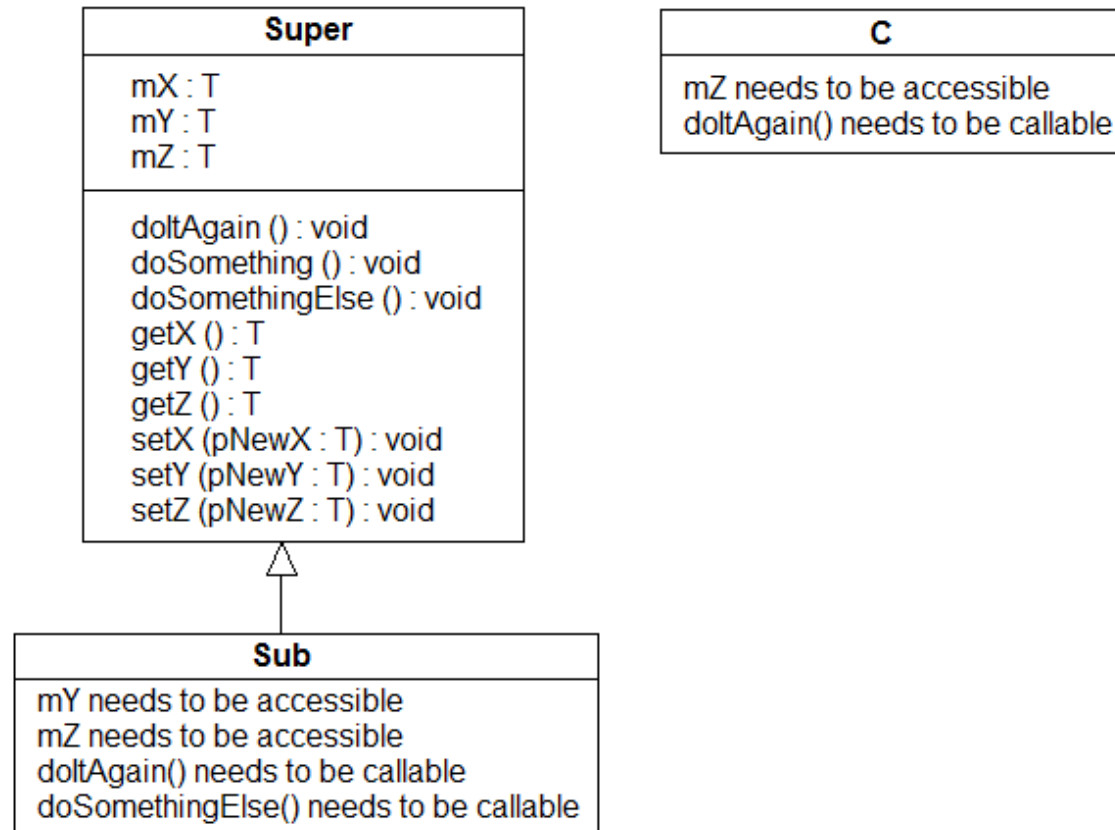 Super
mX : T
mY : T
mZ : T
doItAgain () : void
doSomething () : void
doSomethingElse () : void
getX () : T
getY () : T
getZ () : T
setX (pNewX : T) : void
setY (pNewY : T) : void
setZ (pNewZ : T) : void
C
mZ needs to be accessible
doItAgain() needs to be callable
Sub
mY needs to be accessible
mZ needs to be accessible
doItAgain() needs to be callable
doSomethingElse() needs to be callable